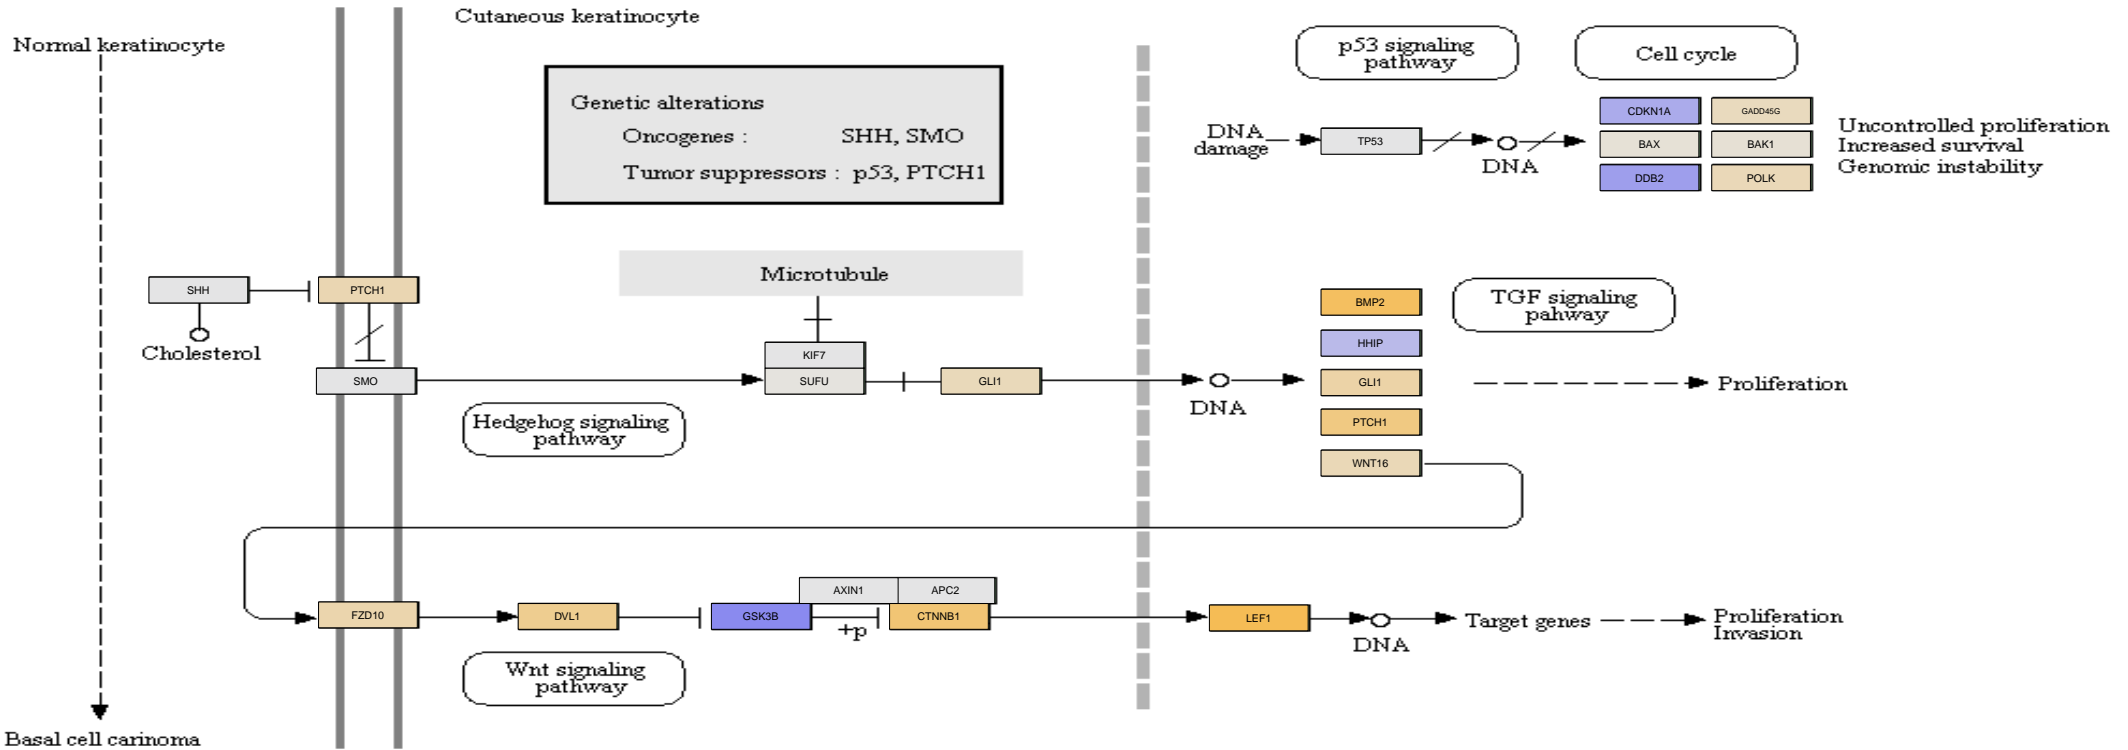 Cutaneous keratinocyte
Normal keratinocyte
Genetic alterations
Oncogenes : SHH, SMO
Tumor suppressors : p53, PTCH1
p53 signaling
pathway
Cell cycle
DNA
damage
TP53
DNA
CDKN1A
GADD45G
BAX
BAK1
DDB2
POLK
Uncontrolled proliferation
Increased survival
Genomic instability
SHH
PTCH1
Cholesterol
SMO
Microtubule
KIF7
SUFU
GLI1
Hedgehog signaling
pathway
DNA
BMP2
HHIP
GLI1
PTCH1
WNT16
TGF signaling
pahway
Proliferation
FZD10
DVL1
GSK3B
AXIN1
APC2
+p
CTNNB1
LEF1
DNA
Target genes
Proliferation
Invasion
Wnt signaling
pathway
Basal cell carinoma